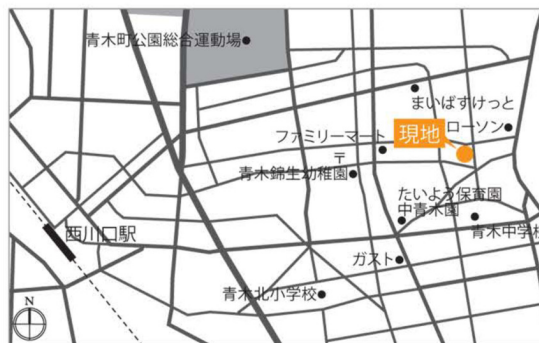 青木町公園総合運動場
まいばすけっと
ローソン
ファミリーマート
現地
〒
青木錦生幼稚園
たいよう保育園
中青木園
青木中学校
西川口駅
ガスト
青木北小学校
N